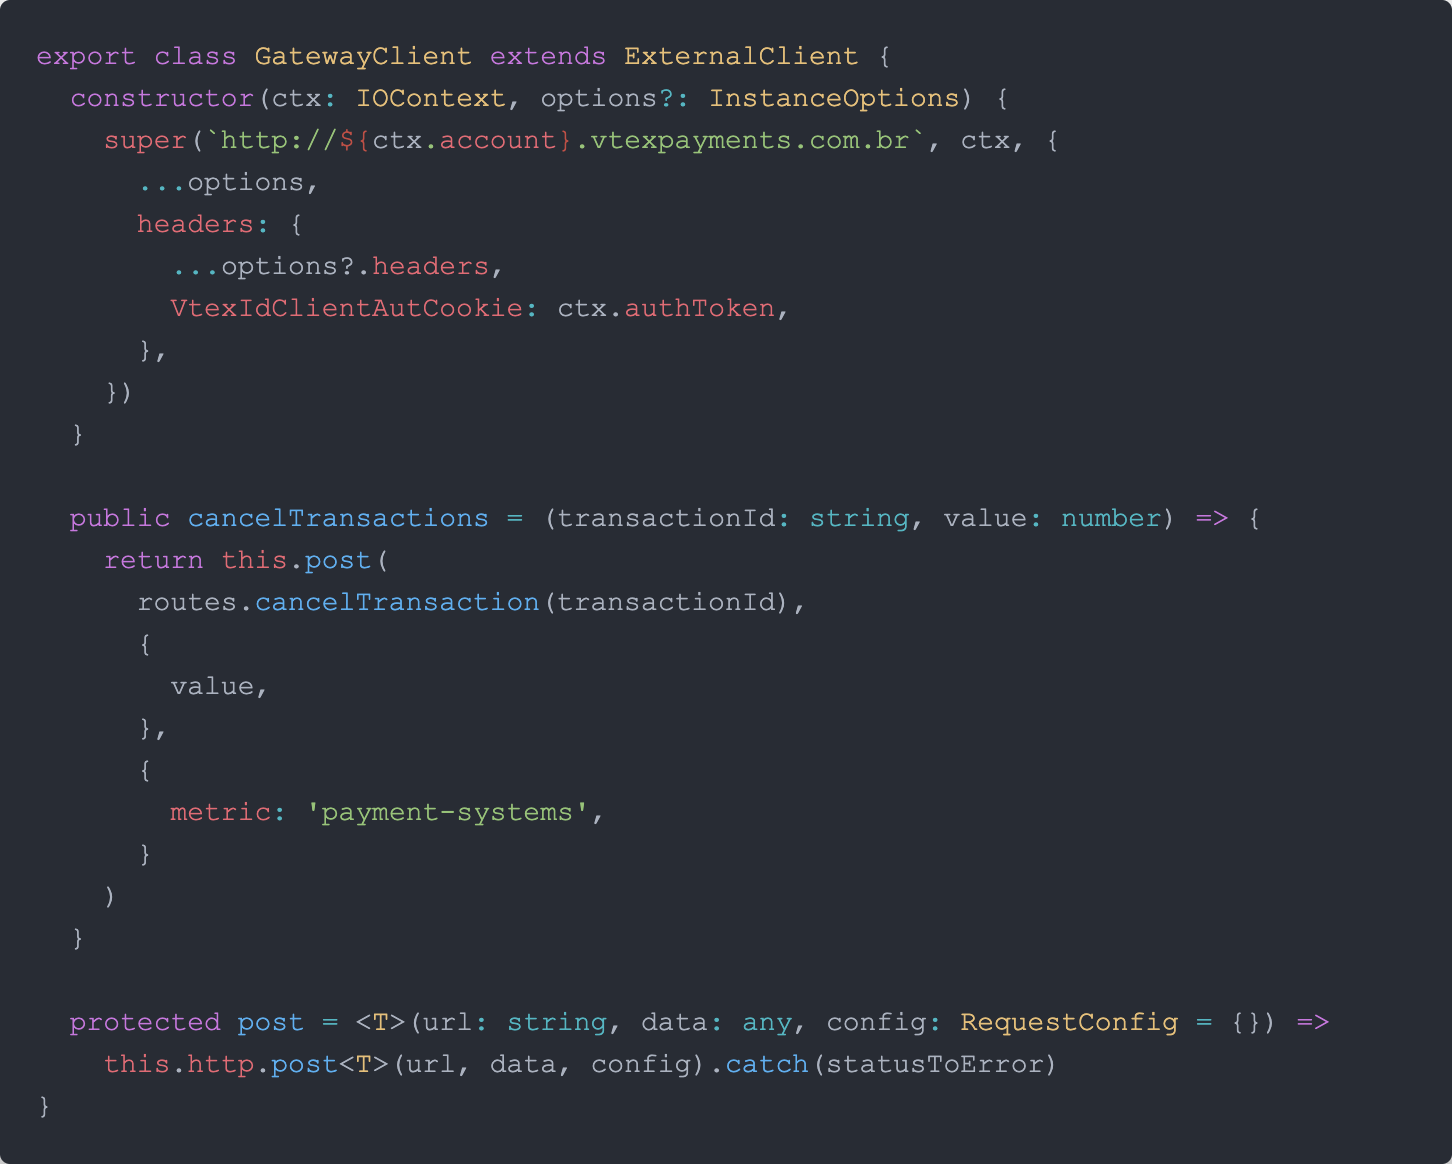 export class GatewayClient extends ExternalClient {
  constructor(ctx: IOContext, options?: InstanceOptions) {
    super(`http://${ctx.account}.vtexpayments.com.br`, ctx, {
      ...options,
      headers: {
        ...options?.headers,
        VtexIdClientAutCookie: ctx.authToken,
      },
    })
  }

  public cancelTransactions = (transactionId: string, value: number) => {
    return this.post(
      routes.cancelTransaction(transactionId),
      {
        value,
      },
      {
        metric: 'payment-systems',
      }
    )
  }

  protected post = <T>(url: string, data: any, config: RequestConfig = {}) =>
    this.http.post<T>(url, data, config).catch(statusToError)
}